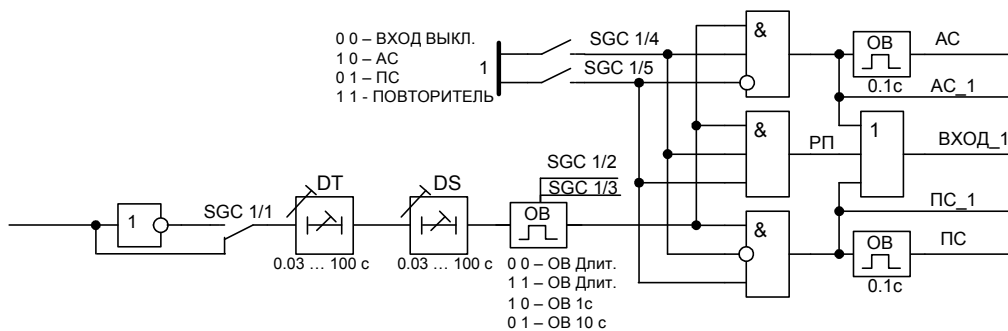 0 0 – ВХОД ВЫКЛ.
1 0 – АС
0 1 – ПС
1 1 - ПОВТОРИТЕЛЬ
1
SGC 1/4
SGC 1/5
&
ОВ
0.1с
АС
АС_1
&
РП
1
ВХОД_1
ПС_1
&
ОВ
0.1с
ПС
1
SGC 1/1
DT
0.03 ... 100 с
DS
0.03 ... 100 с
SGC 1/2
SGC 1/3
ОВ
0 0 – ОВ Длит.
1 1 – ОВ Длит.
1 0 – ОВ 1с
0 1 – ОВ 10 с